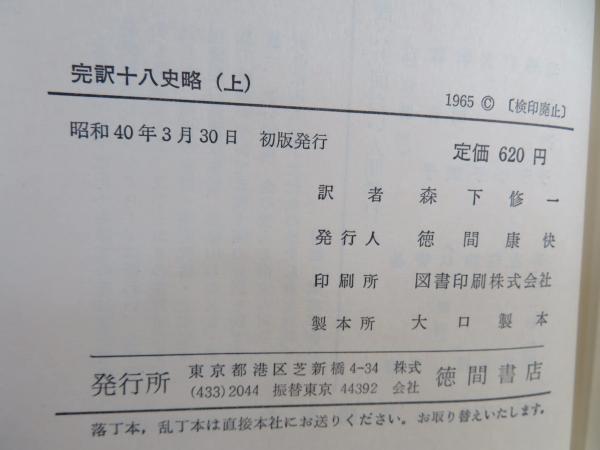 完訳十八史略（上）
1965 © 〔検印廃止〕
昭和40年3月30日 初版発行
定価 620 円
訳者 森下修一
発行人 徳間康快
印刷所 図書印刷株式会社
製本所 大口製本
発行所 東京都港区芝新橋4-34 株式 徳間書店
(433)2044 振替東京 44392 会社
落丁本，乱丁本は直接本社にお送りください。お取り替えいたします。